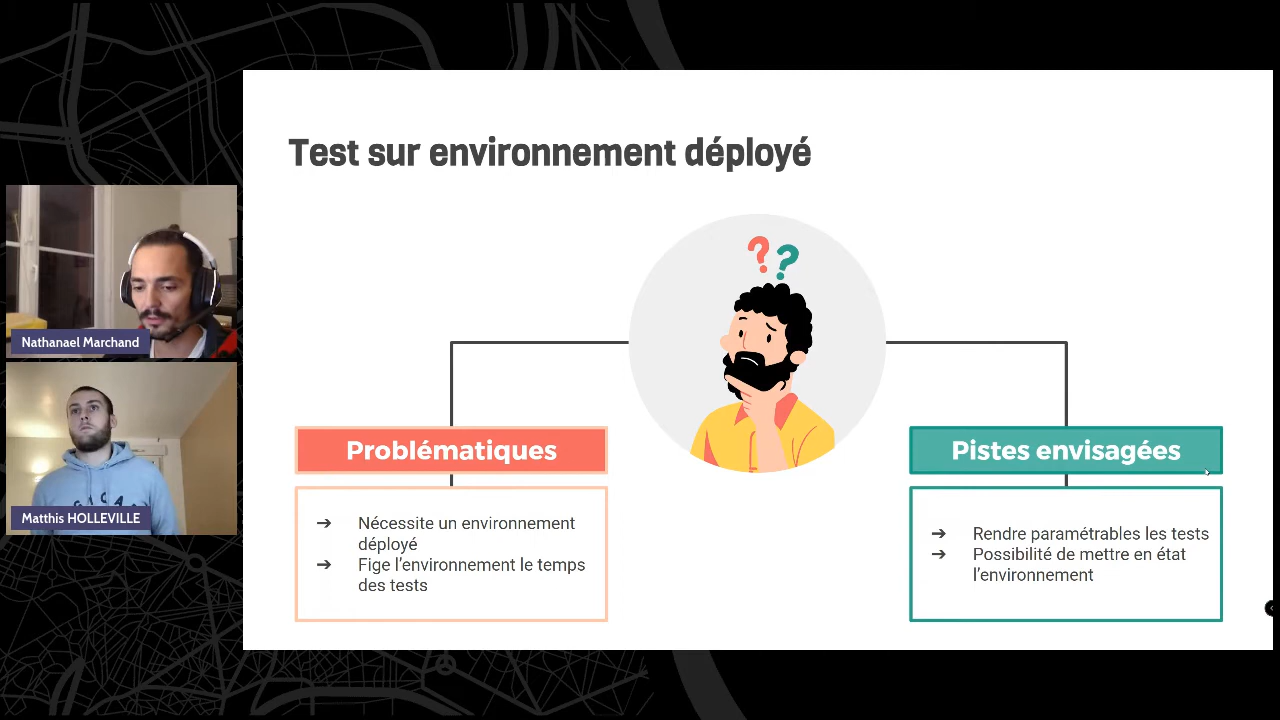 Test sur environnement déployé
??
Nathanael Marchand
Matthis HOLLEVILLE
Problématiques
➔ Nécessite un environnement
déployé
➔ Fige l'environnement le temps
des tests
Pistes envisagées
➔ Rendre paramétrables les tests
➔ Possibilité de mettre en état
l'environnement